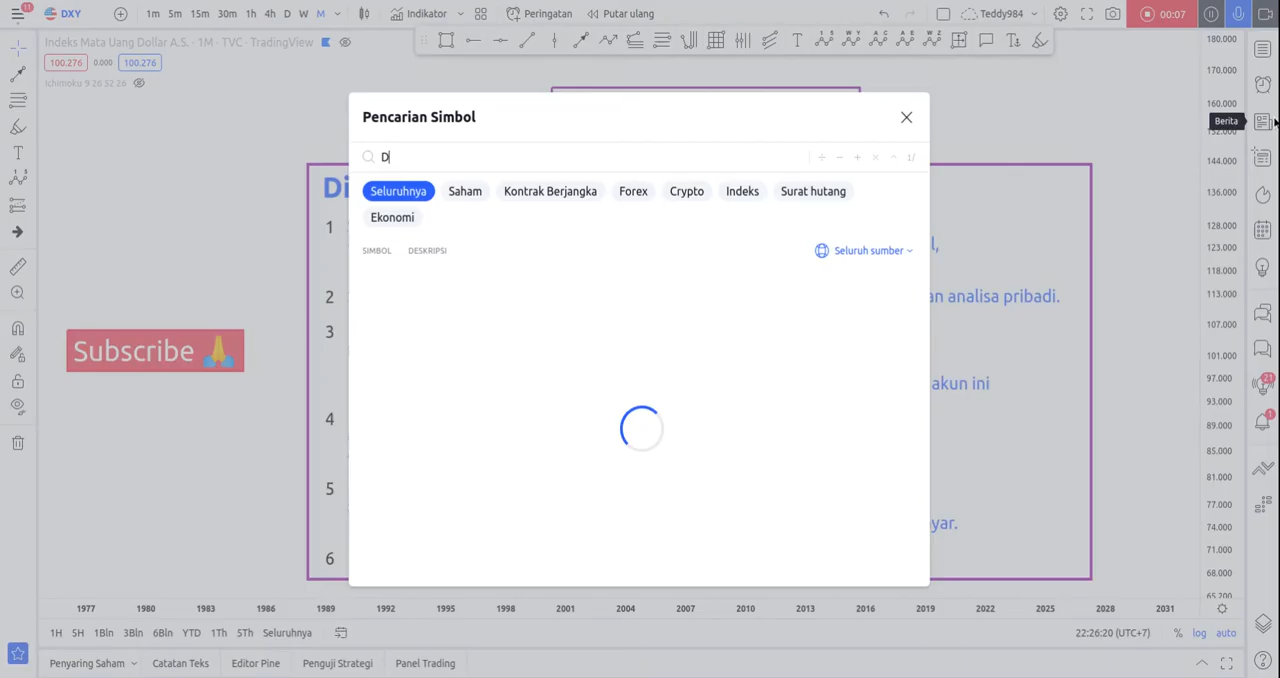 11
DXY
1m 5m 15m 30m 1h 4h D W M
Indikator
Peringatan
Putar ulang
Teddy984
00:07
Indeks Mata Uang Dollar A.S. · 1M · TVC · TradingView
100.276 0.000 100.276
Ichimoku 9 26 52 26
Pencarian Simbol
D
÷ − + × ^ 1/
Seluruhnya Saham Kontrak Berjangka Forex Crypto Indeks Surat hutang
Ekonomi
SIMBOL DESKRIPSI
Seluruh sumber
Berita
Di
1
l,
2
an analisa pribadi.
3
akun ini
4
5
yar.
6
Subscribe 🙏
180.000
170.000
160.000
152.000
144.000
136.000
128.000
123.000
118.000
113.000
107.000
101.000
97.000
93.000
89.000
85.000
81.000
77.000
74.000
71.000
68.000
65.200
21
1
1977 1980 1983 1986 1989 1992 1995 1998 2001 2004 2007 2010 2013 2016 2019 2022 2025 2028 2031
1H 5H 1Bln 3Bln 6Bln YTD 1Th 5Th Seluruhnya
22:26:20 (UTC+7) % log auto
Penyaring Saham Catatan Teks Editor Pine Penguji Strategi Panel Trading